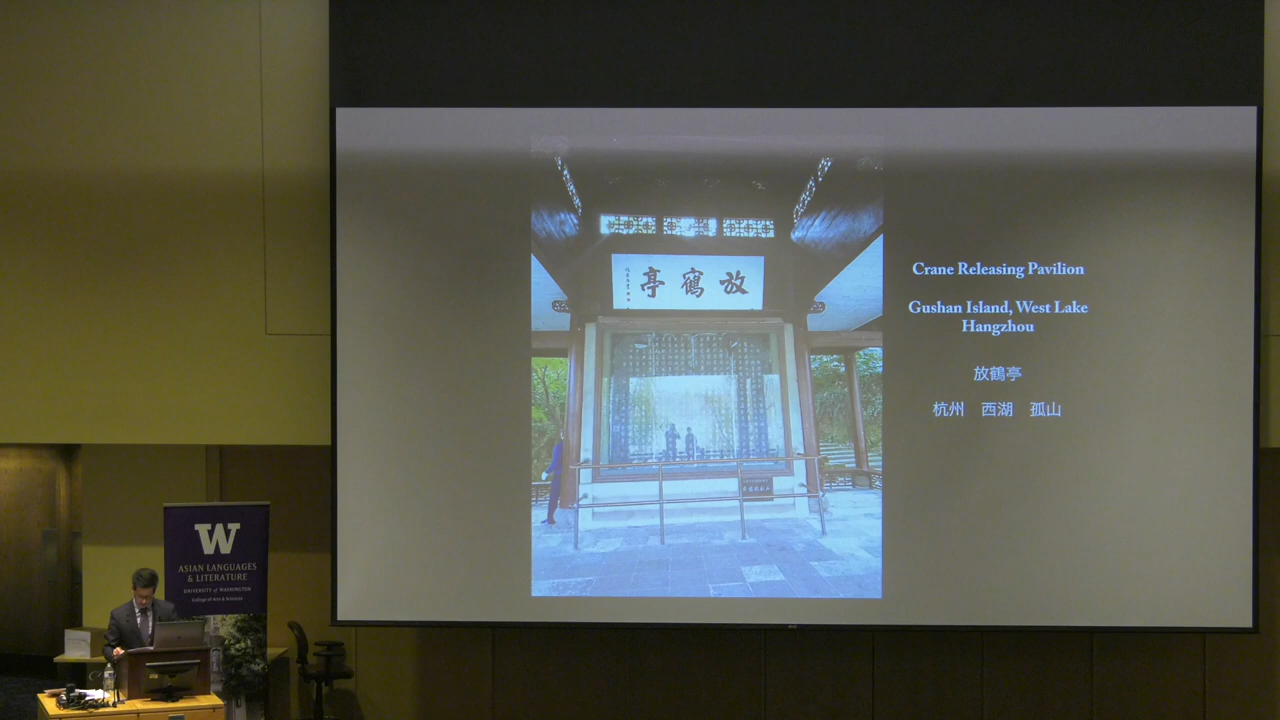 Crane Releasing Pavilion
Gushan Island, West Lake
Hangzhou
放鶴亭
杭州 西湖 孤山
放鶴亭
W
ASIAN LANGUAGES
& LITERATURE
UNIVERSITY of WASHINGTON
College of Arts & Sciences